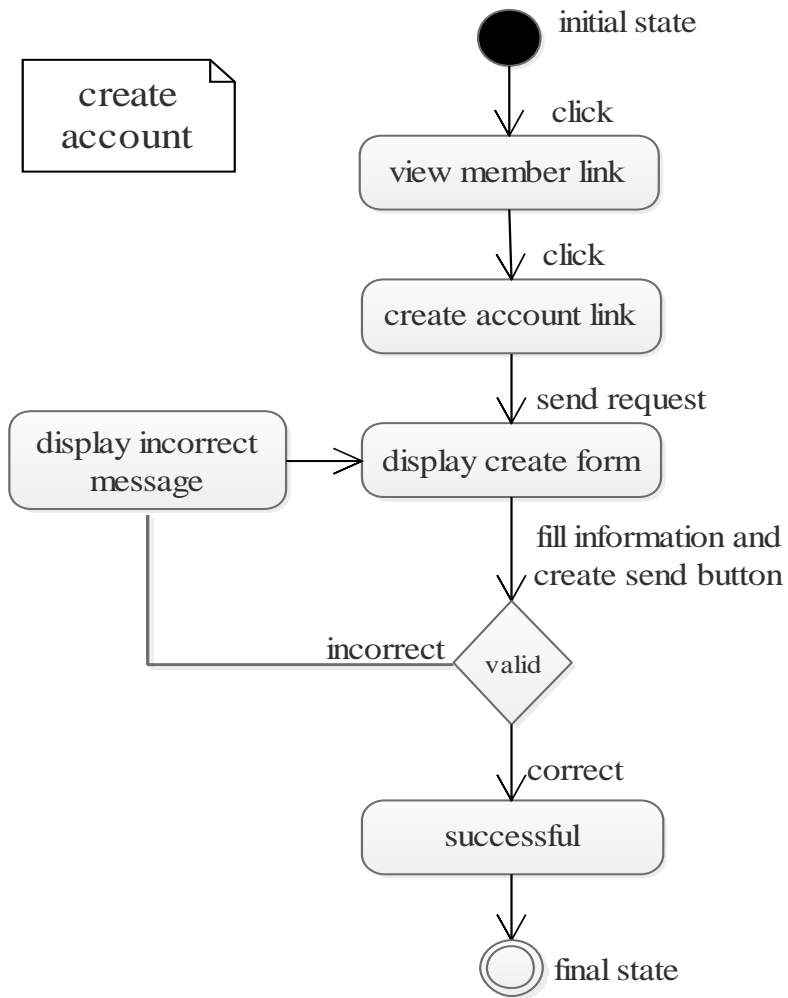 initial state
create
account
click
view member link
click
create account link
send request
display incorrect
message
display create form
fill information and
create send button
incorrect
valid
correct
successful
final state